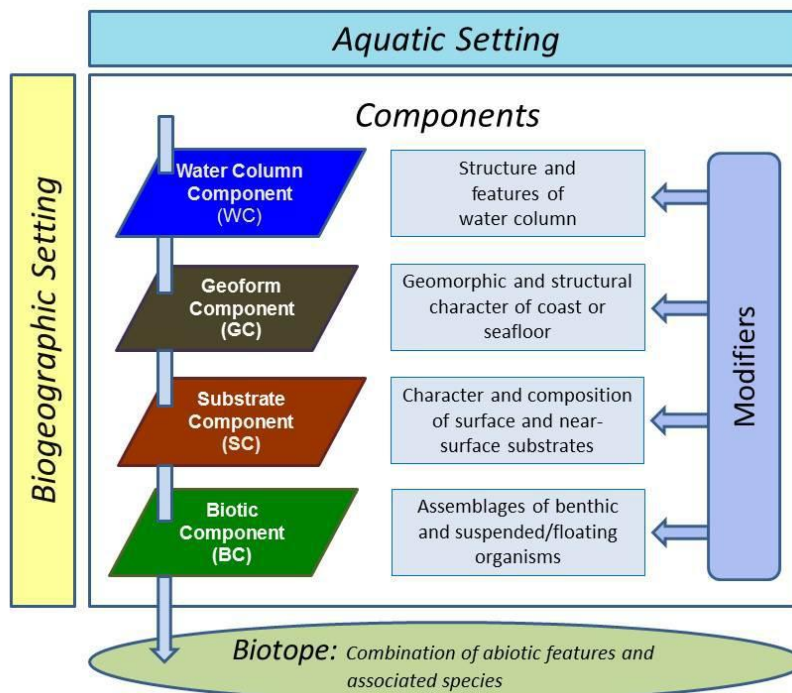 Aquatic Setting
Biogeographic Setting
Components
Water Column
Component
(WC)
Structure and
features of
water column
Geoform
Component
(GC)
Geomorphic and structural
character of coast or
seafloor
Substrate
Component
(SC)
Character and composition
of surface and near-
surface substrates
Biotic
Component
(BC)
Assemblages of benthic
and suspended/floating
organisms
Modifiers
Biotope: Combination of abiotic features and
associated species